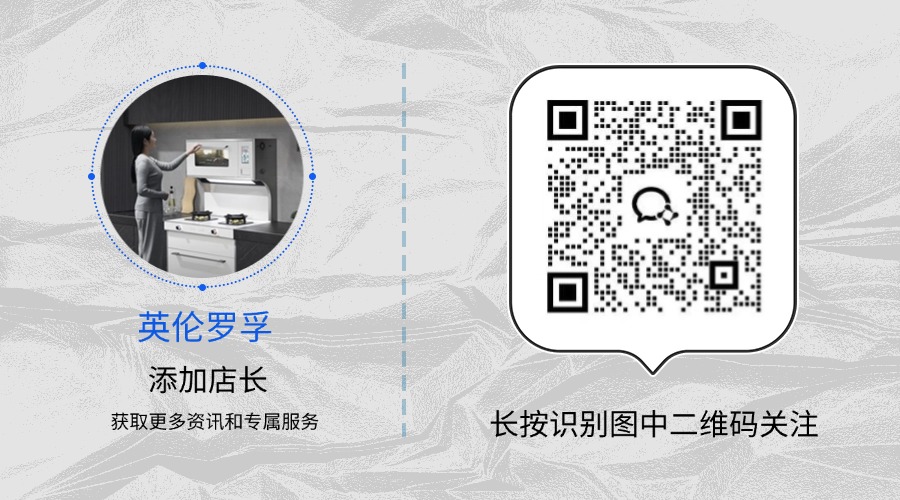 英伦罗孚
添加店长
获取更多资讯和专属服务
长按识别图中二维码关注